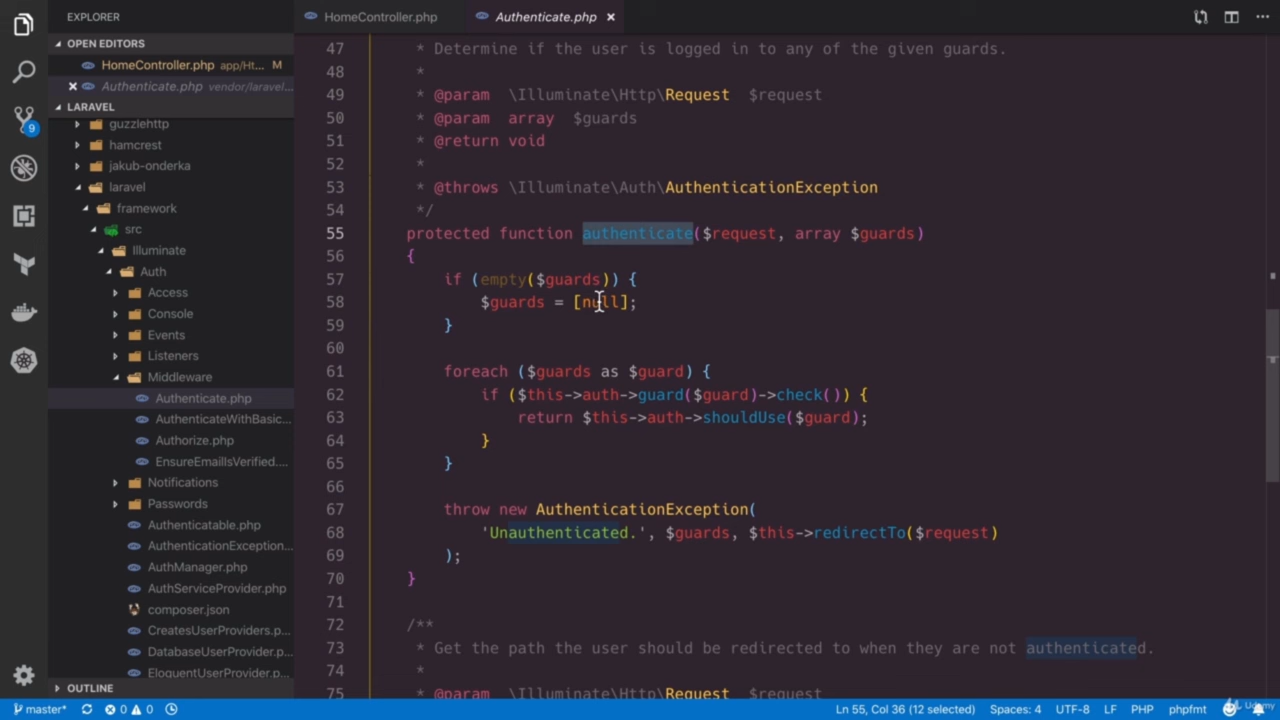 EXPLORER
HomeController.php
Authenticate.php ×
OPEN EDITORS
HomeController.php app/Ht... M
× Authenticate.php vendor/laravel...
LARAVEL
guzzlehttp
hamcrest
jakub-onderka
laravel
framework
src
Illuminate
Auth
Access
Console
Events
Listeners
Middleware
Authenticate.php
AuthenticateWithBasic...
Authorize.php
EnsureEmailIsVerified....
Notifications
Passwords
Authenticatable.php
AuthenticationException...
AuthManager.php
AuthServiceProvider.php
composer.json
CreatesUserProviders.p...
DatabaseUserProvider.p...
EloquentUserProvider.p...
OUTLINE
9
47 * Determine if the user is logged in to any of the given guards.
48 *
49 * @param \Illuminate\Http\Request $request
50 * @param array $guards
51 * @return void
52 *
53 * @throws \Illuminate\Auth\AuthenticationException
54 */
55 protected function authenticate($request, array $guards)
56 {
57 if (empty($guards)) {
58 $guards = [null];
59 }
60
61 foreach ($guards as $guard) {
62 if ($this->auth->guard($guard)->check()) {
63 return $this->auth->shouldUse($guard);
64 }
65 }
66
67 throw new AuthenticationException(
68 'Unauthenticated.', $guards, $this->redirectTo($request)
69 );
70 }
71
72 /**
73 * Get the path the user should be redirected to when they are not authenticated.
74 *
75 * @param \Illuminate\Http\Request $request
master* 0 0 Ln 55, Col 36 (12 selected) Spaces: 4 UTF-8 LF PHP phpfmt
Udemy